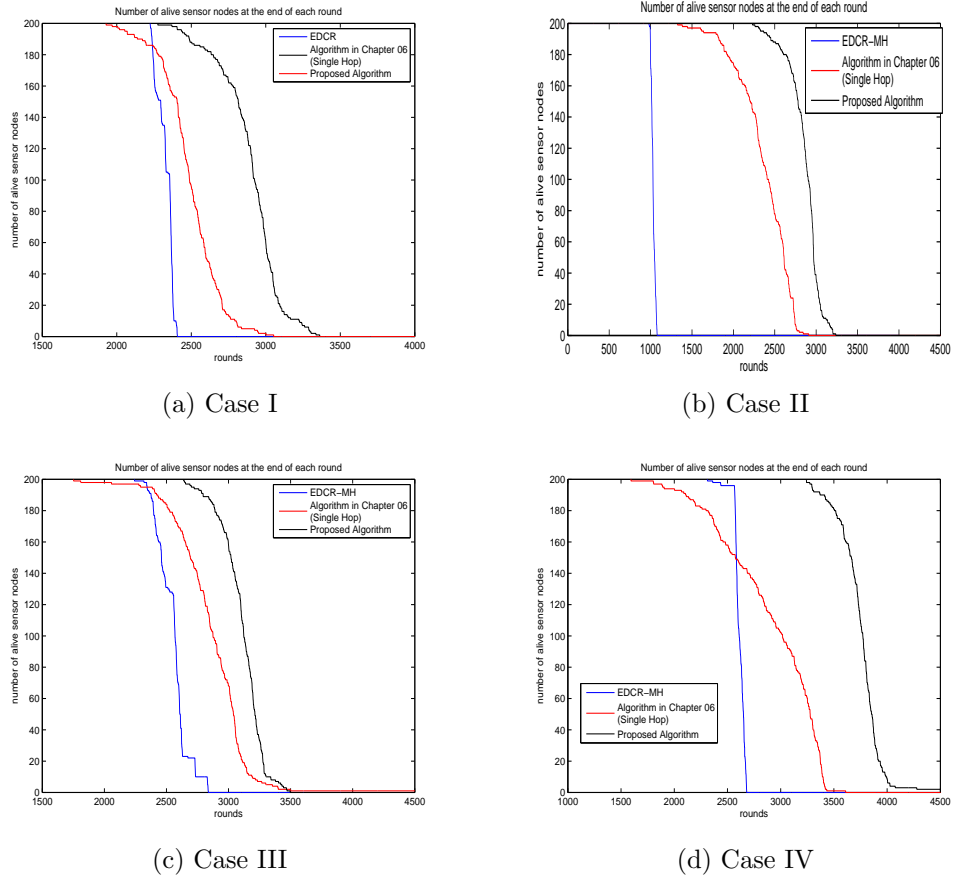 Number of alive sensor nodes at the end of each round
number of alive sensor nodes
200
180
160
140
120
100
80
60
40
20
0
EDCR
Algorithm in Chapter 06
(Single Hop)
Proposed Algorithm
1500 2000 2500 3000 3500 4000
rounds
(a) Case I
Number of alive sensor nodes at the end of each round
number of alive sensor nodes
200
180
160
140
120
100
80
60
40
20
0
EDCR-MH
Algorithm in Chapter 06
(Single Hop)
Proposed Algorithm
0 500 1000 1500 2000 2500 3000 3500 4000 4500
rounds
(b) Case II
Number of alive sensor nodes at the end of each round
number of alive sensor nodes
200
180
160
140
120
100
80
60
40
20
0
EDCR−MH
Algorithm in Chapter 06
(Single Hop)
Proposed Algorithm
1500 2000 2500 3000 3500 4000 4500
rounds
(c) Case III
Number of alive sensor nodes at the end of each round
number of alive sensor nodes
200
180
160
140
120
100
80
60
40
20
0
EDCR−MH
Algorithm in Chapter 06
(Single Hop)
Proposed Algorithm
1000 1500 2000 2500 3000 3500 4000 4500
rounds
(d) Case IV